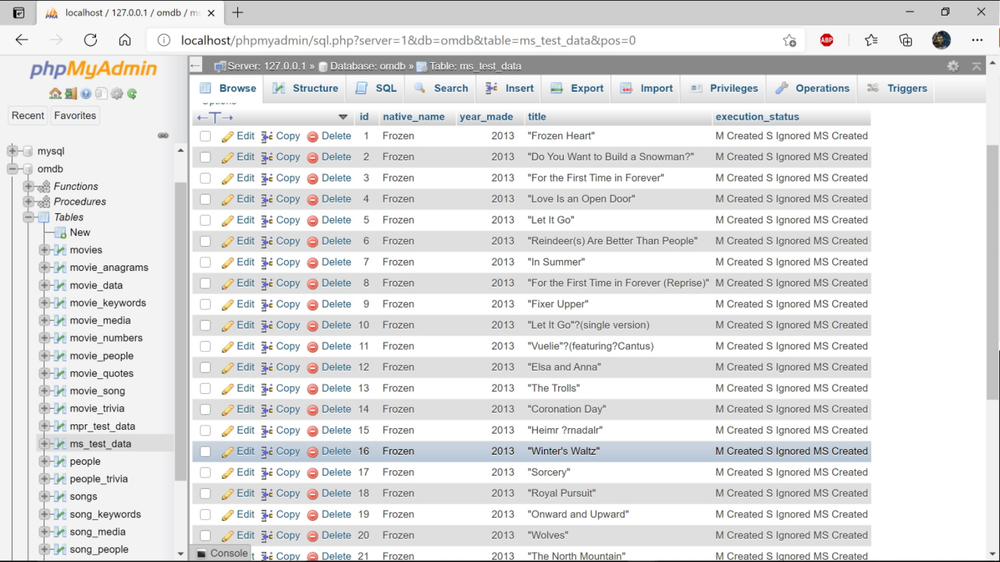 localhost / 127.0.0.1 / omdb / ms
localhost/phpmyadmin/sql.php?server=1&db=omdb&table=ms_test_data&pos=0
ABP
phpMyAdmin
Recent Favorites
mysql
omdb
Functions
Procedures
Tables
New
movies
movie_anagrams
movie_data
movie_keywords
movie_media
movie_numbers
movie_people
movie_quotes
movie_song
movie_trivia
mpr_test_data
ms_test_data
people
people_trivia
songs
song_keywords
song_media
song_people
Server: 127.0.0.1 » Database: omdb » Table: ms_test_data
Browse Structure SQL Search Insert Export Import Privileges Operations Triggers
Options
id native_name year_made title execution_status
Edit Copy Delete 1 Frozen 2013 "Frozen Heart" M Created S Ignored MS Created
Edit Copy Delete 2 Frozen 2013 "Do You Want to Build a Snowman?" M Created S Ignored MS Created
Edit Copy Delete 3 Frozen 2013 "For the First Time in Forever" M Created S Ignored MS Created
Edit Copy Delete 4 Frozen 2013 "Love Is an Open Door" M Created S Ignored MS Created
Edit Copy Delete 5 Frozen 2013 "Let It Go" M Created S Ignored MS Created
Edit Copy Delete 6 Frozen 2013 "Reindeer(s) Are Better Than People" M Created S Ignored MS Created
Edit Copy Delete 7 Frozen 2013 "In Summer" M Created S Ignored MS Created
Edit Copy Delete 8 Frozen 2013 "For the First Time in Forever (Reprise)" M Created S Ignored MS Created
Edit Copy Delete 9 Frozen 2013 "Fixer Upper" M Created S Ignored MS Created
Edit Copy Delete 10 Frozen 2013 "Let It Go"?(single version) M Created S Ignored MS Created
Edit Copy Delete 11 Frozen 2013 "Vuelie"?(featuring?Cantus) M Created S Ignored MS Created
Edit Copy Delete 12 Frozen 2013 "Elsa and Anna" M Created S Ignored MS Created
Edit Copy Delete 13 Frozen 2013 "The Trolls" M Created S Ignored MS Created
Edit Copy Delete 14 Frozen 2013 "Coronation Day" M Created S Ignored MS Created
Edit Copy Delete 15 Frozen 2013 "Heimr ?rnadalr" M Created S Ignored MS Created
Edit Copy Delete 16 Frozen 2013 "Winter's Waltz" M Created S Ignored MS Created
Edit Copy Delete 17 Frozen 2013 "Sorcery" M Created S Ignored MS Created
Edit Copy Delete 18 Frozen 2013 "Royal Pursuit" M Created S Ignored MS Created
Edit Copy Delete 19 Frozen 2013 "Onward and Upward" M Created S Ignored MS Created
Edit Copy Delete 20 Frozen 2013 "Wolves" M Created S Ignored MS Created
Console t Copy Delete 21 Frozen 2013 "The North Mountain" M Created S Ignored MS Created